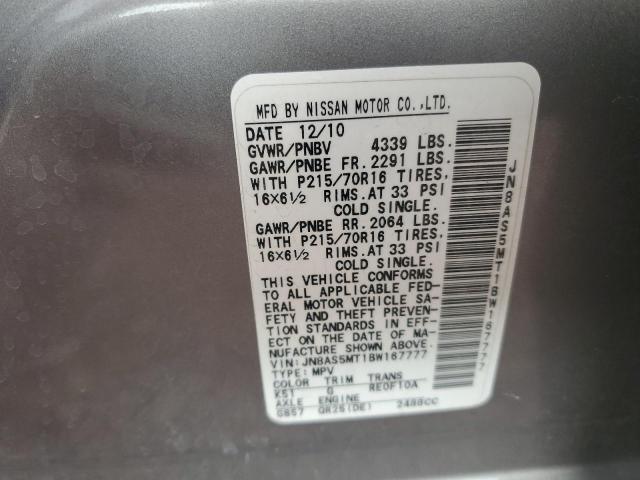 MFD BY NISSAN MOTOR CO.,LTD.
DATE 12/10
GVWR/PNBV 4339 LBS.
GAWR/PNBE FR. 2291 LBS.
WITH P215/70R16 TIRES,
16X6½ RIMS. AT 33 PSI
COLD SINGLE.
GAWR/PNBE RR. 2064 LBS.
WITH P215/70R16 TIRES,
16X6½ RIMS. AT 33 PSI
COLD SINGLE.
THIS VEHICLE CONFORMS
TO ALL APPLICABLE FED-
ERAL MOTOR VEHICLE SA-
FETY AND THEFT PREVEN-
TION STANDARDS IN EFF-
ECT ON THE DATE OF MA-
NUFACTURE SHOWN ABOVE.
VIN:JN8AS5MT1BW167777
TYPE:MPV
COLOR TRIM TRANS
K51 G RE0F10A
AXLE ENGINE
GB57 QR25(DE) 2488CC
JN8AS5MT1BW167777